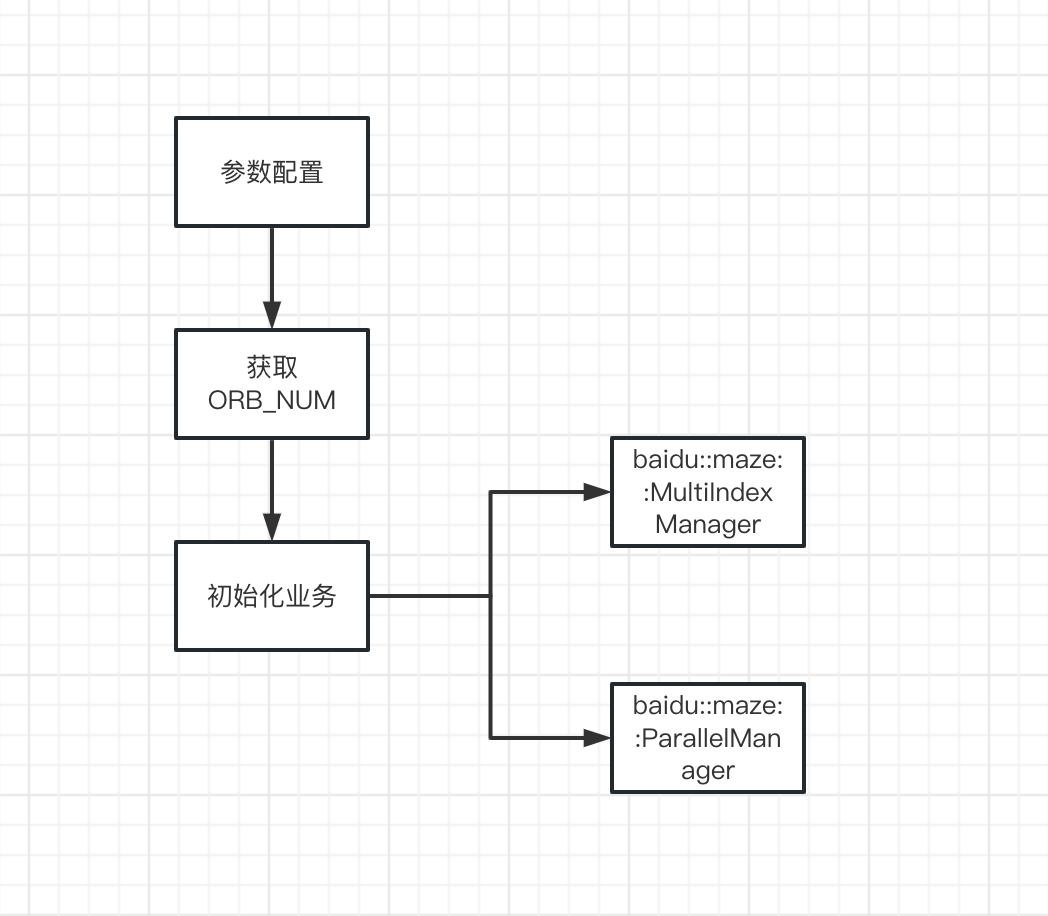 参数配置
获取
ORB_NUM
初始化业务
baidu::maze:
:MultiIndex
Manager
baidu::maze:
:ParallelMan
ager